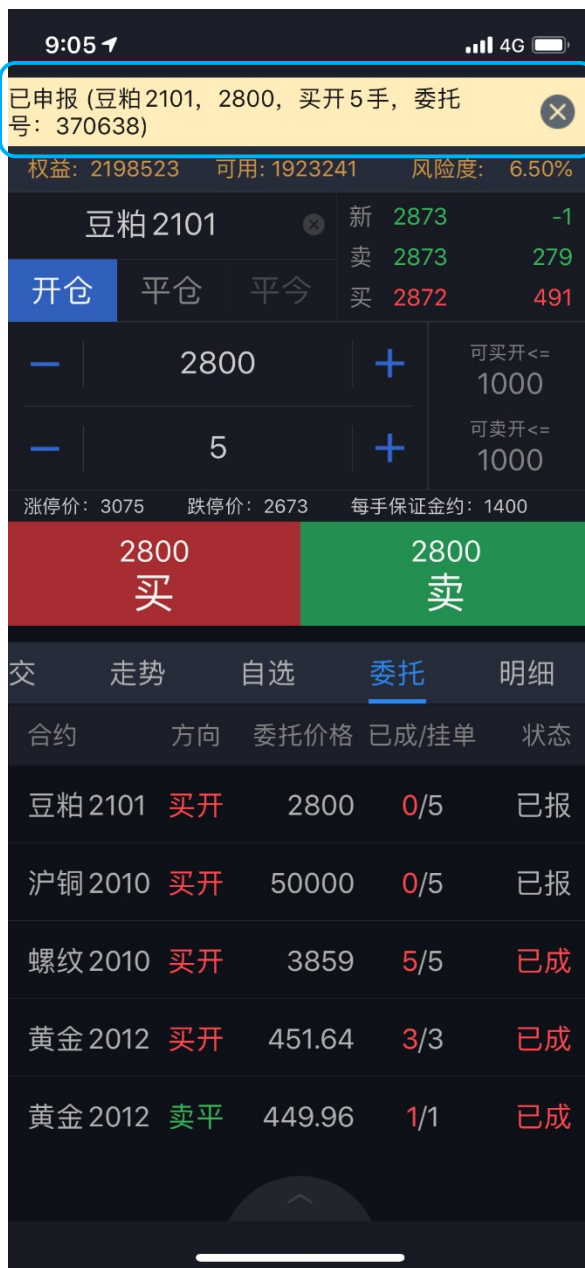 9:05 4G
已申报 (豆粕2101，2800，买开5手，委托
号：370638)
权益: 2198523 可用: 1923241 风险度: 6.50%
豆粕2101 新 2873 -1
卖 2873 279
开仓 平仓 平今 买 2872 491
— 2800 + 可买开<=
1000
— 5 + 可卖开<=
1000
涨停价：3075 跌停价：2673 每手保证金约：1400
2800 2800
买 卖
交 走势 自选 委托 明细
合约 方向 委托价格 已成/挂单 状态
豆粕2101 买开 2800 0/5 已报
沪铜2010 买开 50000 0/5 已报
螺纹2010 买开 3859 5/5 已成
黄金2012 买开 451.64 3/3 已成
黄金2012 卖平 449.96 1/1 已成